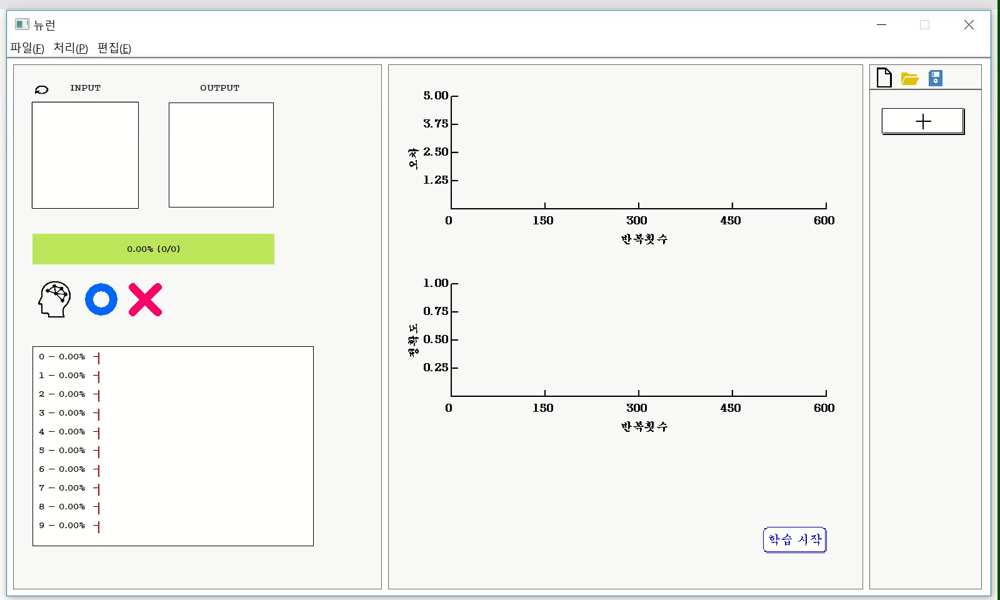 뉴런
파일(F) 처리(P) 편집(E)
INPUT OUTPUT
0.00% (0/0)
0 - 0.00%
1 - 0.00%
2 - 0.00%
3 - 0.00%
4 - 0.00%
5 - 0.00%
6 - 0.00%
7 - 0.00%
8 - 0.00%
9 - 0.00%
오차
5.00
3.75
2.50
1.25
0 150 300 450 600
반복횟수
정확도
1.00
0.75
0.50
0.25
0 150 300 450 600
반복횟수
학습 시작